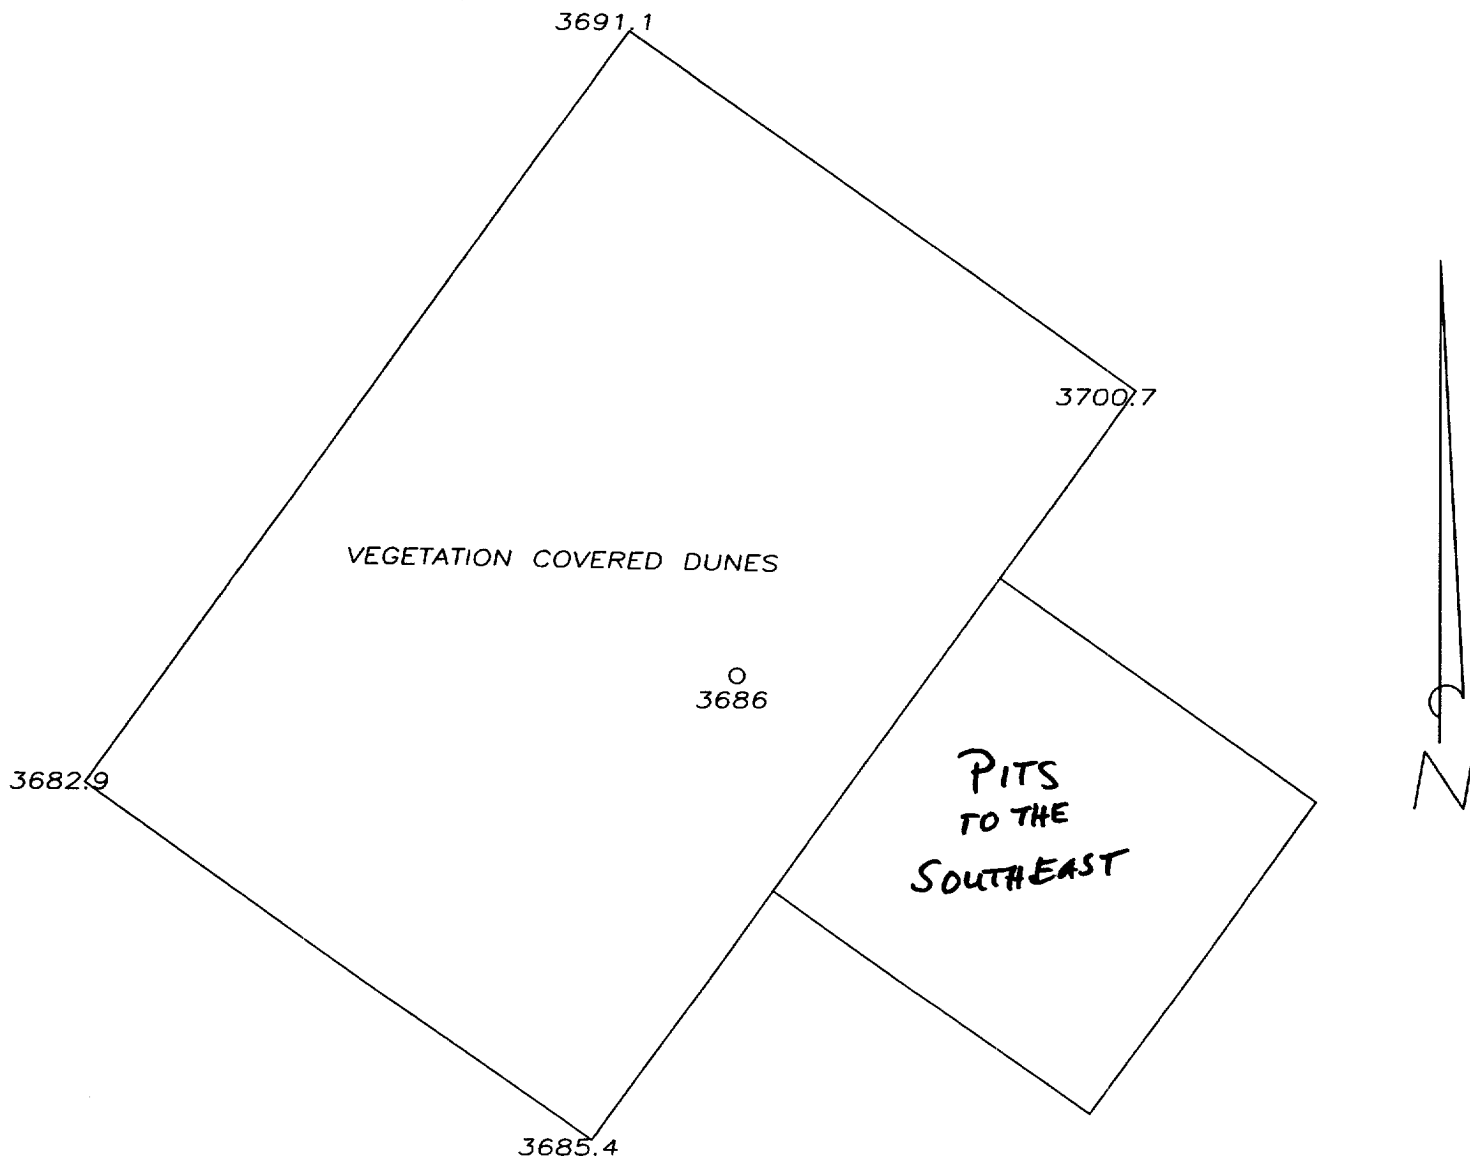 3691.1
3700.7
VEGETATION COVERED DUNES
3686
3682.9
PITS
TO THE
SOUTHEAST
N
3685.4